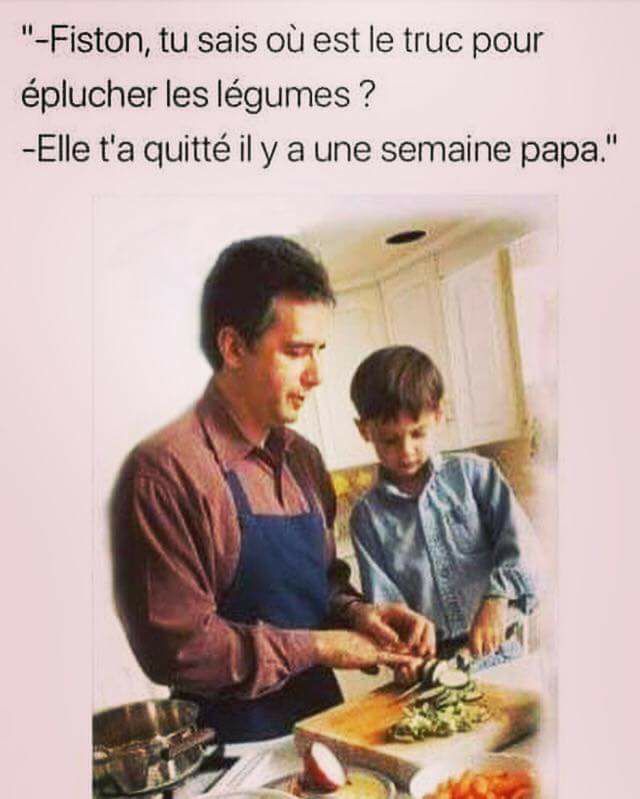 "-Fiston, tu sais où est le truc pour
éplucher les légumes ?
-Elle t'a quitté il y a une semaine papa."